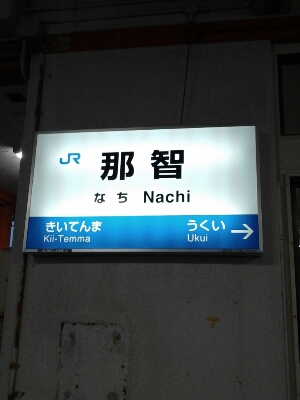 JR 那智
なち Nachi
きいてんま うくい →
Kii-Temma Ukui